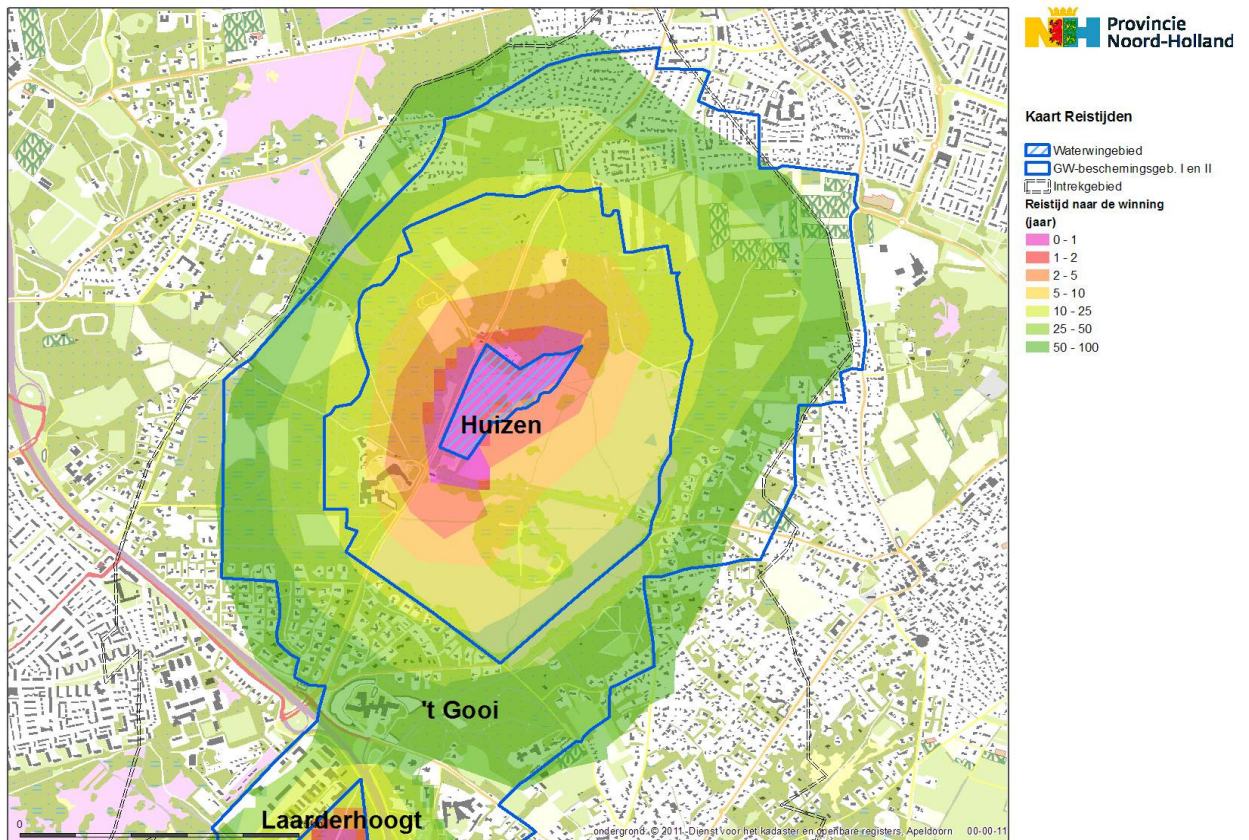 Provincie
Noord-Holland
Kaart Reistijden
Waterwingebied
GW-beschemingsgeb. I en II
Intrekgebied
Reistijd naar de winning
(jaar)
0 - 1
1 - 2
2 - 5
5 - 10
10 - 25
25 - 50
50 - 100
Huizen
't Gooi
Laarderhoogt
0
ondergrond: © 2011 -Dienst voor het kadaster en openbare registers, Apeldoorn 00-00-11